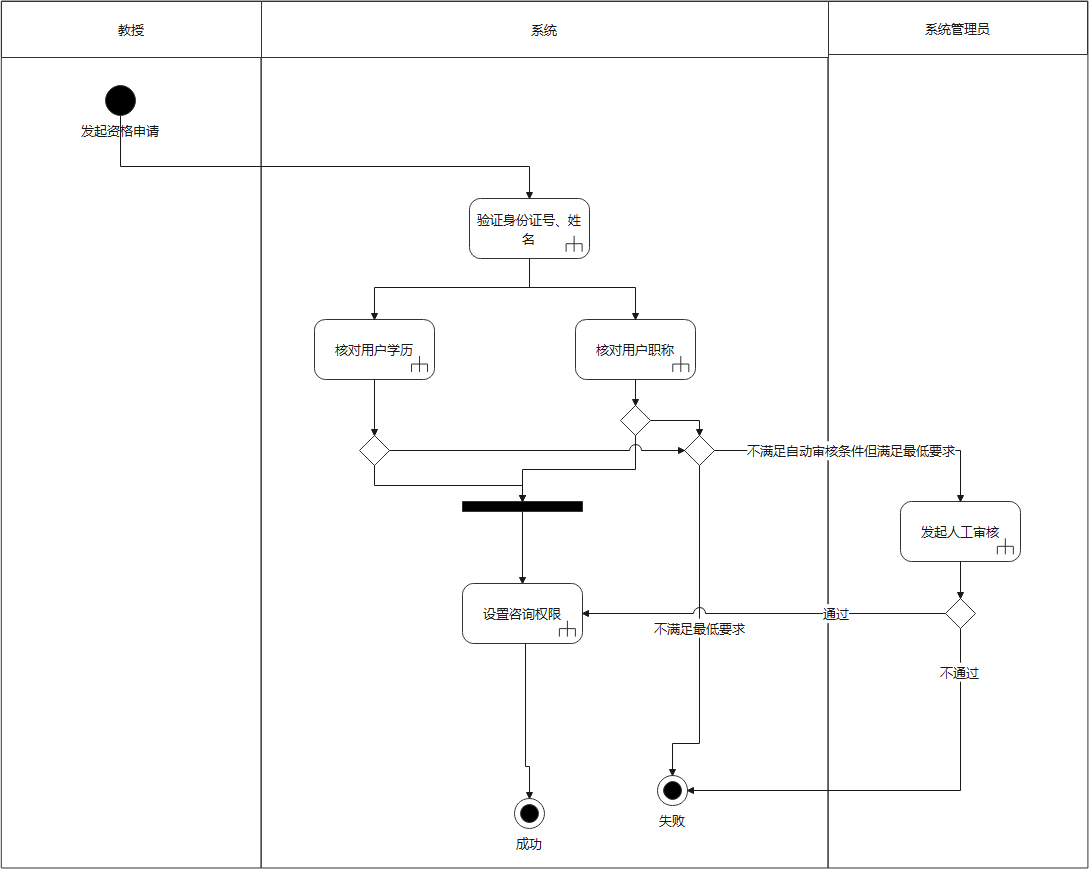 教授
系统
系统管理员
发起资格申请
验证身份证号、姓
名
核对用户学历
核对用户职称
不满足自动审核条件但满足最低要求
发起人工审核
设置咨询权限
通过
不满足最低要求
不通过
失败
成功